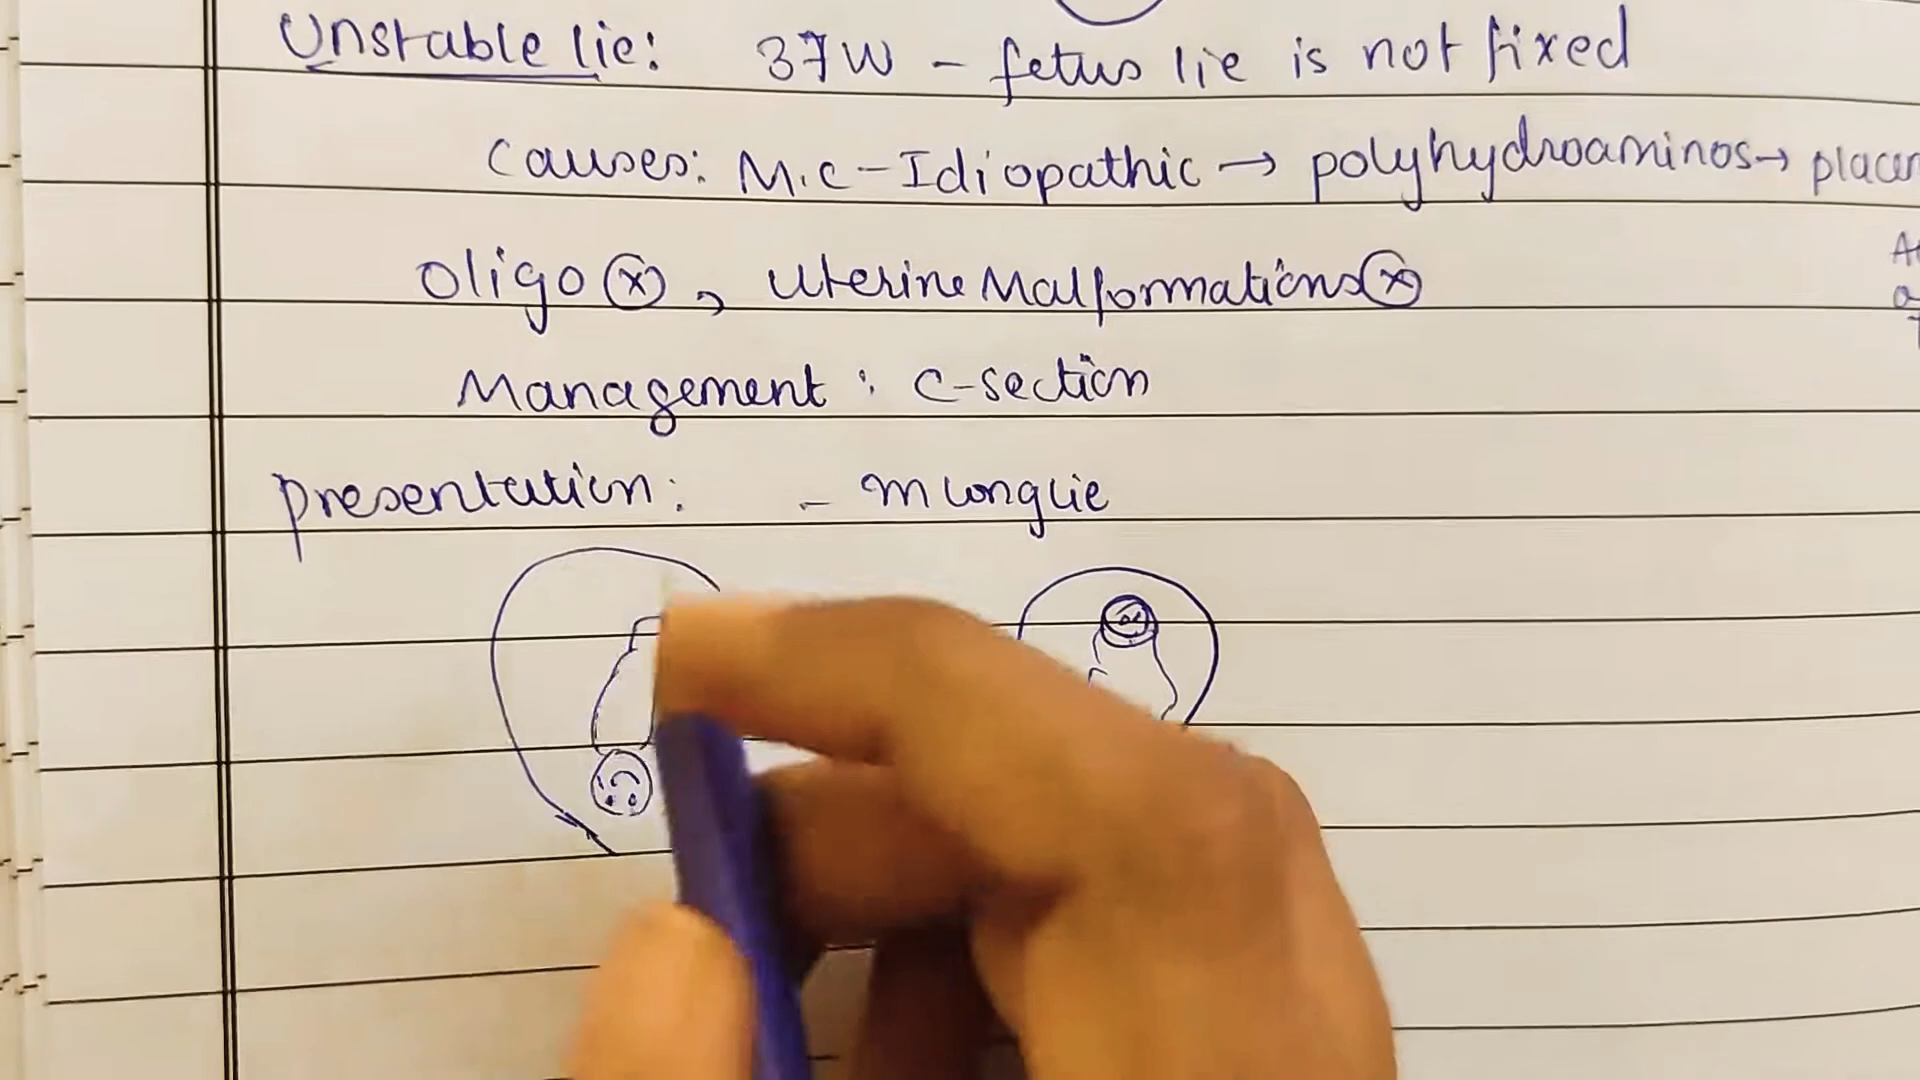 Unstable lie: 37W - fetus lie is not fixed
Causes: M.C - Idiopathic → polyhydroaminos → placen
Oligo ⓧ, Uterine Malformations ⓧ
Management : C-section
presentation: - m longlie